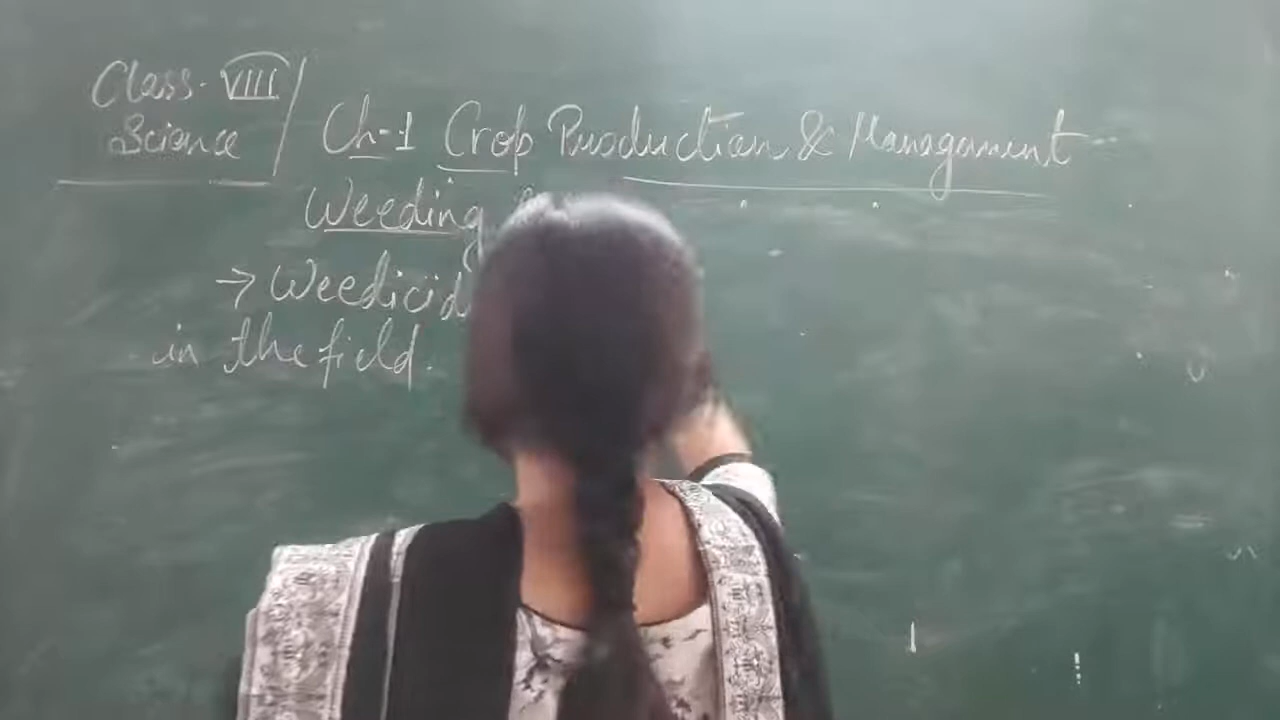 Class-VIII
Science
Ch-1 Crop Production & Management
Weeding
→ Weedicid
in the field.